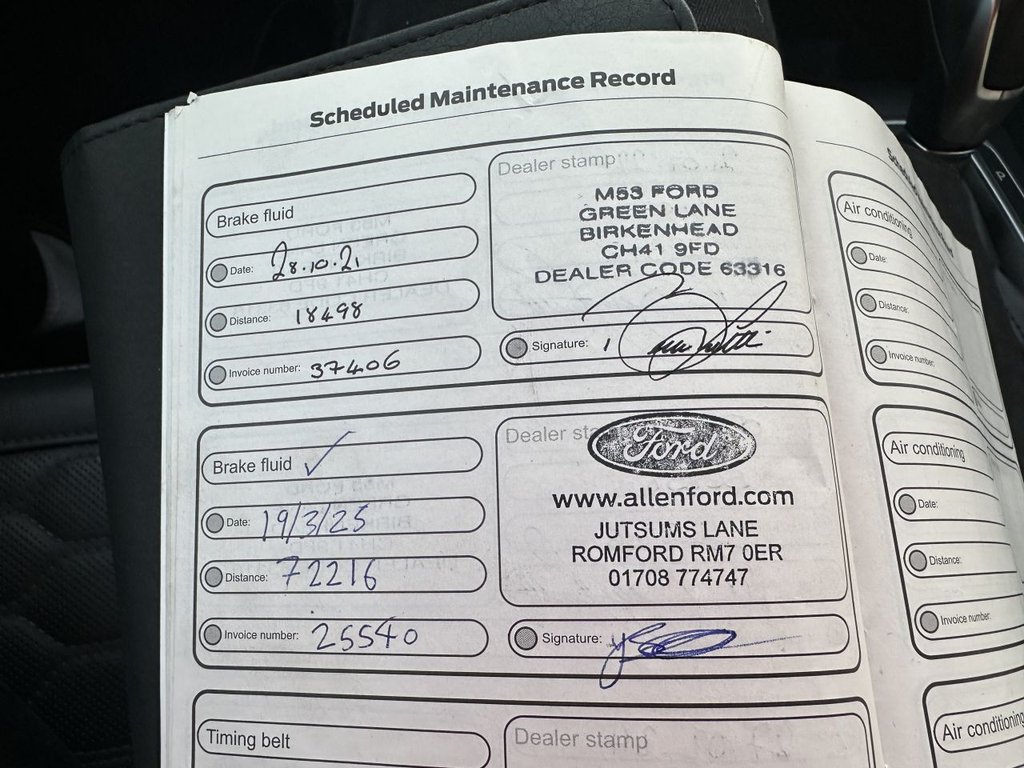 Scheduled Maintenance Record
Brake fluid
Date: 28.10.21
Distance: 18498
Invoice number: 37406
Dealer stamp
M53 FORD
GREEN LANE
BIRKENHEAD
CH41 9FD
DEALER CODE 63316
Signature:
Brake fluid ✓
Date: 19/3/25
Distance: 72216
Invoice number: 25540
Dealer
Ford
www.allenford.com
JUTSUMS LANE
ROMFORD RM7 0ER
01708 774747
Signature:
Timing belt
Dealer stamp
Air conditioning
Date:
Distance:
Invoice number:
Air conditioning
Date:
Distance:
Invoice number:
Air conditioning